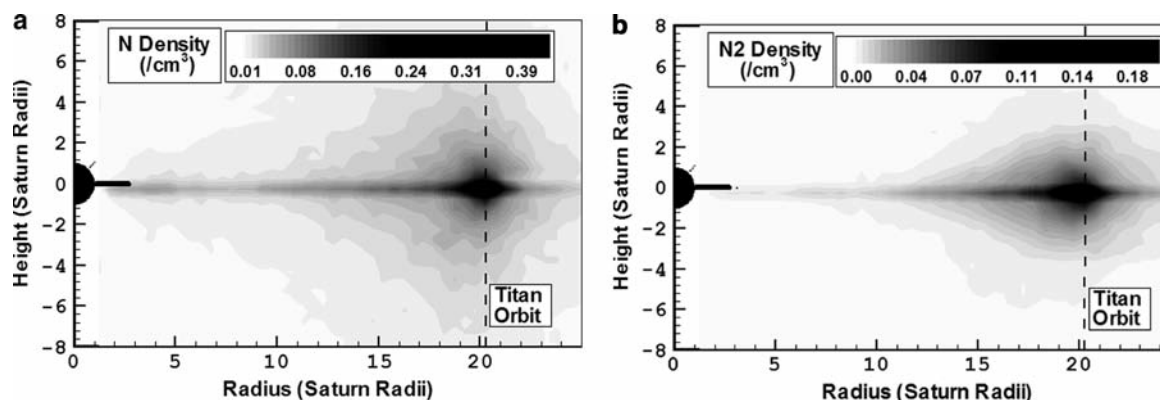 a
8
6
4
2
0
-2
-4
-6
-8
Height (Saturn Radii)
N Density
(/cm³)
0.01 0.08 0.16 0.24 0.31 0.39
Titan
Orbit
0 5 10 15 20
Radius (Saturn Radii)
b
8
6
4
2
0
-2
-4
-6
-8
Height (Saturn Radii)
N2 Density
(/cm³)
0.00 0.04 0.07 0.11 0.14 0.18
Titan
Orbit
0 5 10 15 20
Radius (Saturn Radii)